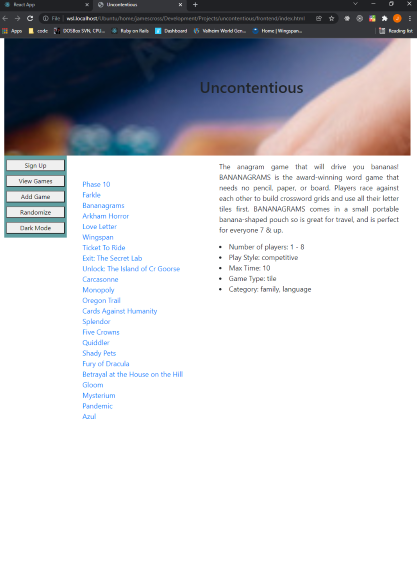 React App
Uncontentious
File
wsl.localhost/Ubuntu/home/jamescross/Development/Projects/uncontentious/frontend/index.html
Apps
code
DOSBox SVN, CPU...
Ruby on Rails
Dashboard
Valheim World Gen...
Home | Wingspan...
Reading list
Uncontentious
Sign Up
View Games
Add Game
Randomize
Dark Mode
Phase 10
Farkle
Bananagrams
Arkham Horror
Love Letter
Wingspan
Ticket To Ride
Exit: The Secret Lab
Unlock: The Island of Cr Goorse
Carcasonne
Monopoly
Oregon Trail
Cards Against Humanity
Splendor
Five Crowns
Quiddler
Shady Pets
Fury of Dracula
Betrayal at the House on the Hill
Gloom
Mysterium
Pandemic
Azul
The anagram game that will drive you bananas!
BANANAGRAMS is the award-winning word game that
needs no pencil, paper, or board. Players race against
each other to build crossword grids and use all their letter
tiles first. BANANAGRAMS comes in a small portable
banana-shaped pouch so is great for travel, and is perfect
for everyone 7 & up.
Number of players: 1 - 8
Play Style: competitive
Max Time: 10
Game Type: tile
Category: family, language